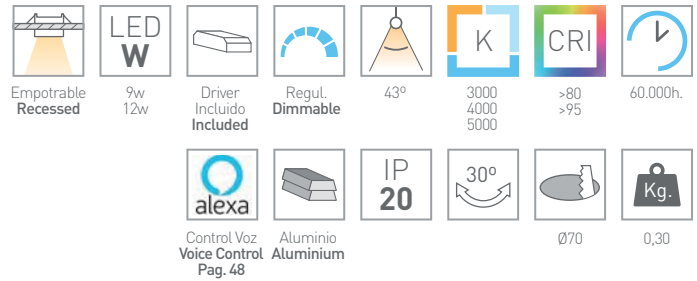 LED
W
K
CRI
Empotrable
Recessed
9w
12w
Driver
Incluido
Included
Regul.
Dimmable
43º
3000
4000
5000
>80
>95
60.000h.
alexa
IP
20
30º
Kg.
Control Voz
Voice Control
Pag. 48
Aluminio
Aluminium
Ø70
0,30